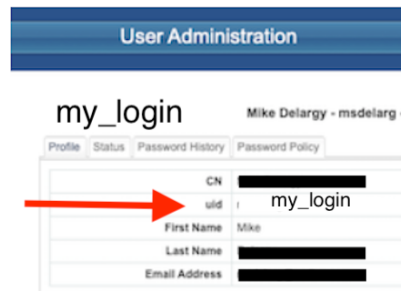 User Administration
my_login Mike Delargy - msdelarg -
Profile Status Password History Password Policy
CN
uid my_login
First Name Mike
Last Name
Email Address